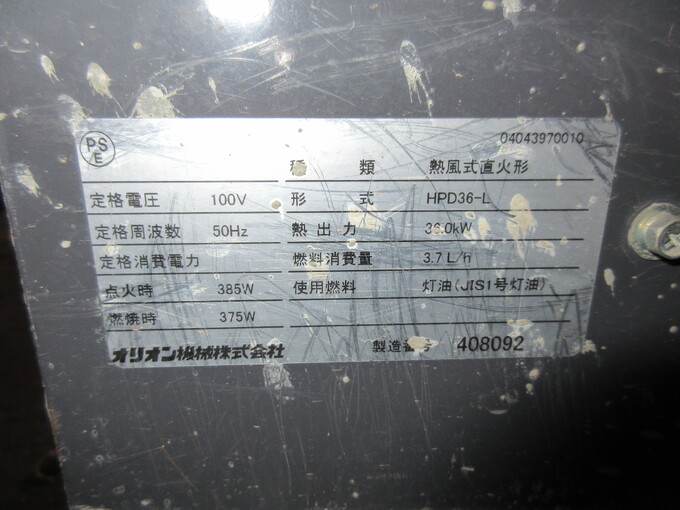 PS
E
04043970010
種 類 熱風式直火形
定格電圧 100V 形 式 HPD36-L
定格周波数 50Hz 熱出力 36.0kW
定格消費電力 燃料消費量 3.7L/h
点火時 385W 使用燃料 灯油(JIS1号灯油)
燃焼時 375W
オリオン機械株式会社 製造番号 408092